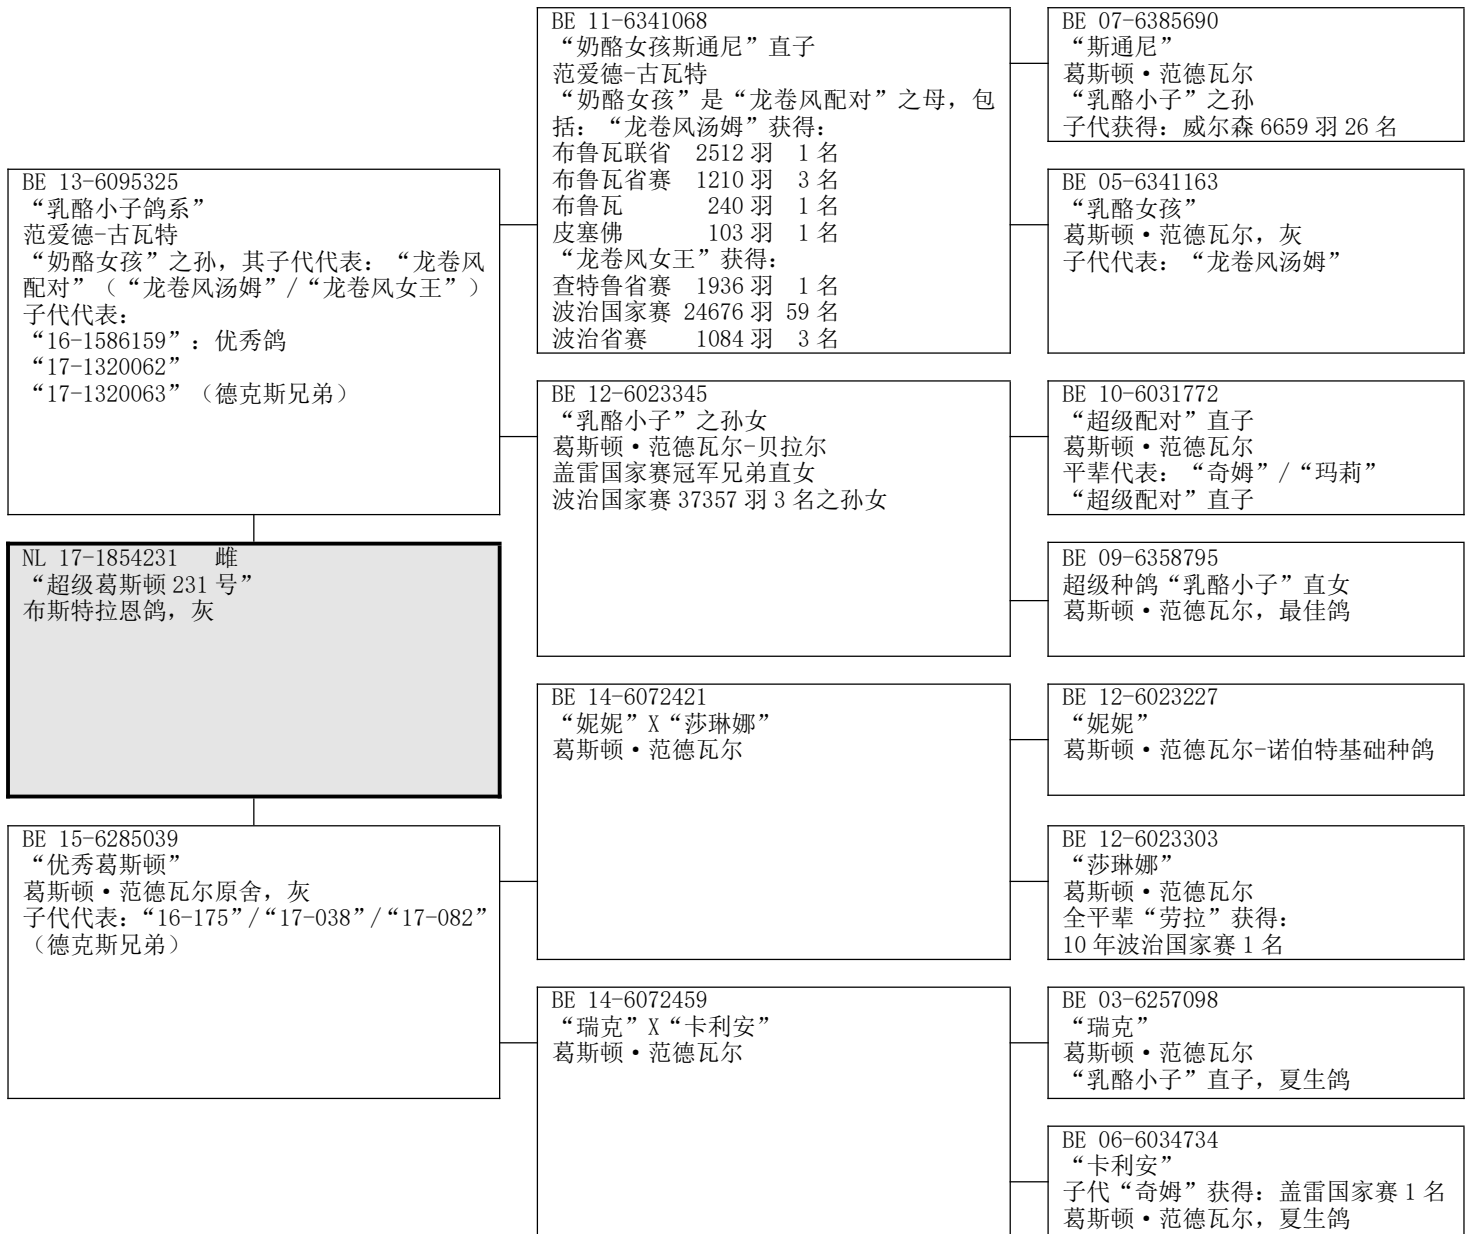 BE 13-6095325
“乳酪小子鸽系”
范爱德-古瓦特
“奶酪女孩”之孙，其子代代表：“龙卷风
配对”（“龙卷风汤姆”/“龙卷风女王”）
子代代表：
“16-1586159”：优秀鸽
“17-1320062”
“17-1320063”（德克斯兄弟）
NL 17-1854231 雌
“超级葛斯顿 231 号”
布斯特拉恩鸽，灰
BE 15-6285039
“优秀葛斯顿”
葛斯顿·范德瓦尔原舍，灰
子代代表：“16-175”/“17-038”/“17-082”
（德克斯兄弟）
BE 11-6341068
“奶酪女孩斯通尼”直子
范爱德-古瓦特
“奶酪女孩”是“龙卷风配对”之母，包
括：“龙卷风汤姆”获得：
布鲁瓦联省 2512 羽 1 名
布鲁瓦省赛 1210 羽 3 名
布鲁瓦 240 羽 1 名
皮塞佛 103 羽 1 名
“龙卷风女王”获得：
查特鲁省赛 1936 羽 1 名
波治国家赛 24676 羽 59 名
波治省赛 1084 羽 3 名
BE 12-6023345
“乳酪小子”之孙女
葛斯顿·范德瓦尔-贝拉尔
盖雷国家赛冠军兄弟直女
波治国家赛 37357 羽 3 名之孙女
BE 14-6072421
“妮妮”X“莎琳娜”
葛斯顿·范德瓦尔
BE 14-6072459
“瑞克”X“卡利安”
葛斯顿·范德瓦尔
BE 07-6385690
“斯通尼”
葛斯顿·范德瓦尔
“乳酪小子”之孙
子代获得：威尔森 6659 羽 26 名
BE 05-6341163
“乳酪女孩”
葛斯顿·范德瓦尔，灰
子代代表：“龙卷风汤姆”
BE 10-6031772
“超级配对”直子
葛斯顿·范德瓦尔
平辈代表：“奇姆”/“玛莉”
“超级配对”直子
BE 09-6358795
超级种鸽“乳酪小子”直女
葛斯顿·范德瓦尔，最佳鸽
BE 12-6023227
“妮妮”
葛斯顿·范德瓦尔-诺伯特基础种鸽
BE 12-6023303
“莎琳娜”
葛斯顿·范德瓦尔
全平辈“劳拉”获得：
10 年波治国家赛 1 名
BE 03-6257098
“瑞克”
葛斯顿·范德瓦尔
“乳酪小子”直子，夏生鸽
BE 06-6034734
“卡利安”
子代“奇姆”获得：盖雷国家赛 1 名
葛斯顿·范德瓦尔，夏生鸽